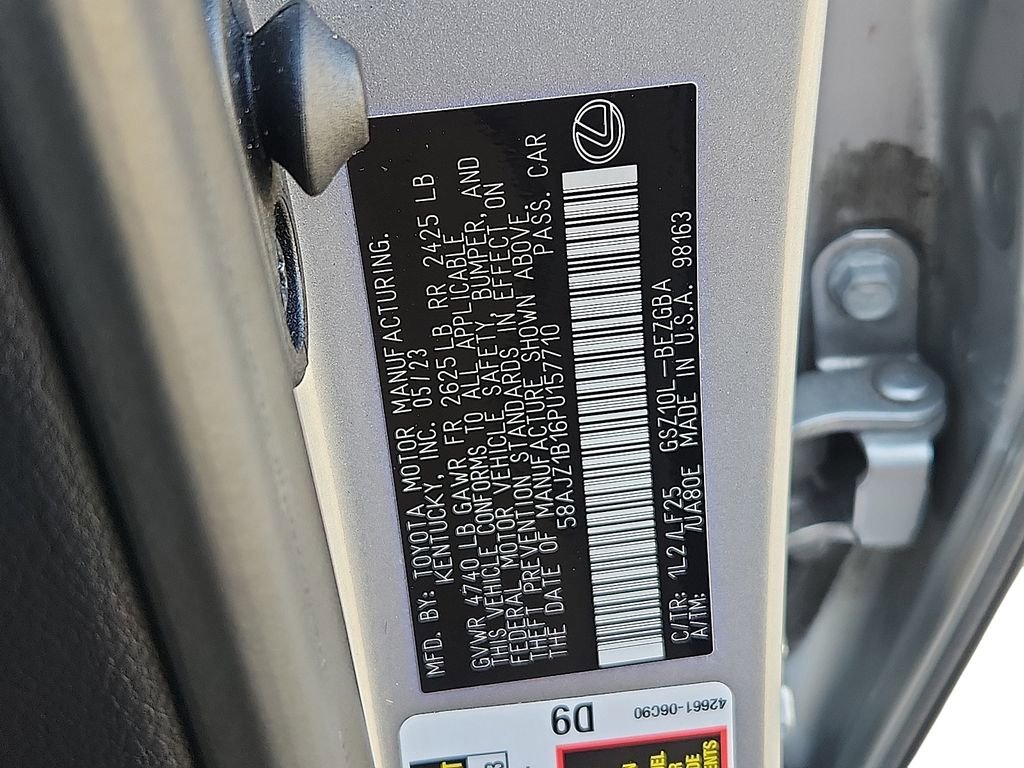 MFD. BY: TOYOTA MOTOR MANUFACTURING.
KENTUCKY, INC. 05/23
GVWR 4740 LB GAWR FR 2625 LB RR 2425 LB
THIS VEHICLE CONFORMS TO ALL APPLICABLE
FEDERAL MOTOR VEHICLE SAFETY, BUMPER, AND
THEFT PREVENTION STANDARDS IN EFFECT ON
THE DATE OF MANUFACTURE SHOWN ABOVE.
58AJZ1B16PU157710 PASS. CAR
C/TR: 1L2 /LF25 GSZ10L-BEZGBA
A/TM: /UA80E MADE IN U.S.A. 98163
D9
42661-06C90